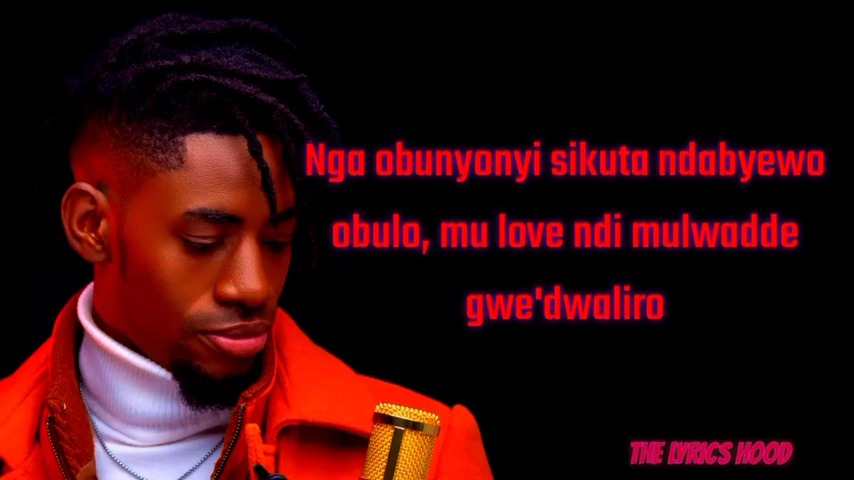 Nga obunyonyi sikuta ndabyewo
obulo, mu love ndi mulwadde
gwe'dwaliro
THE LYRICS HOOD